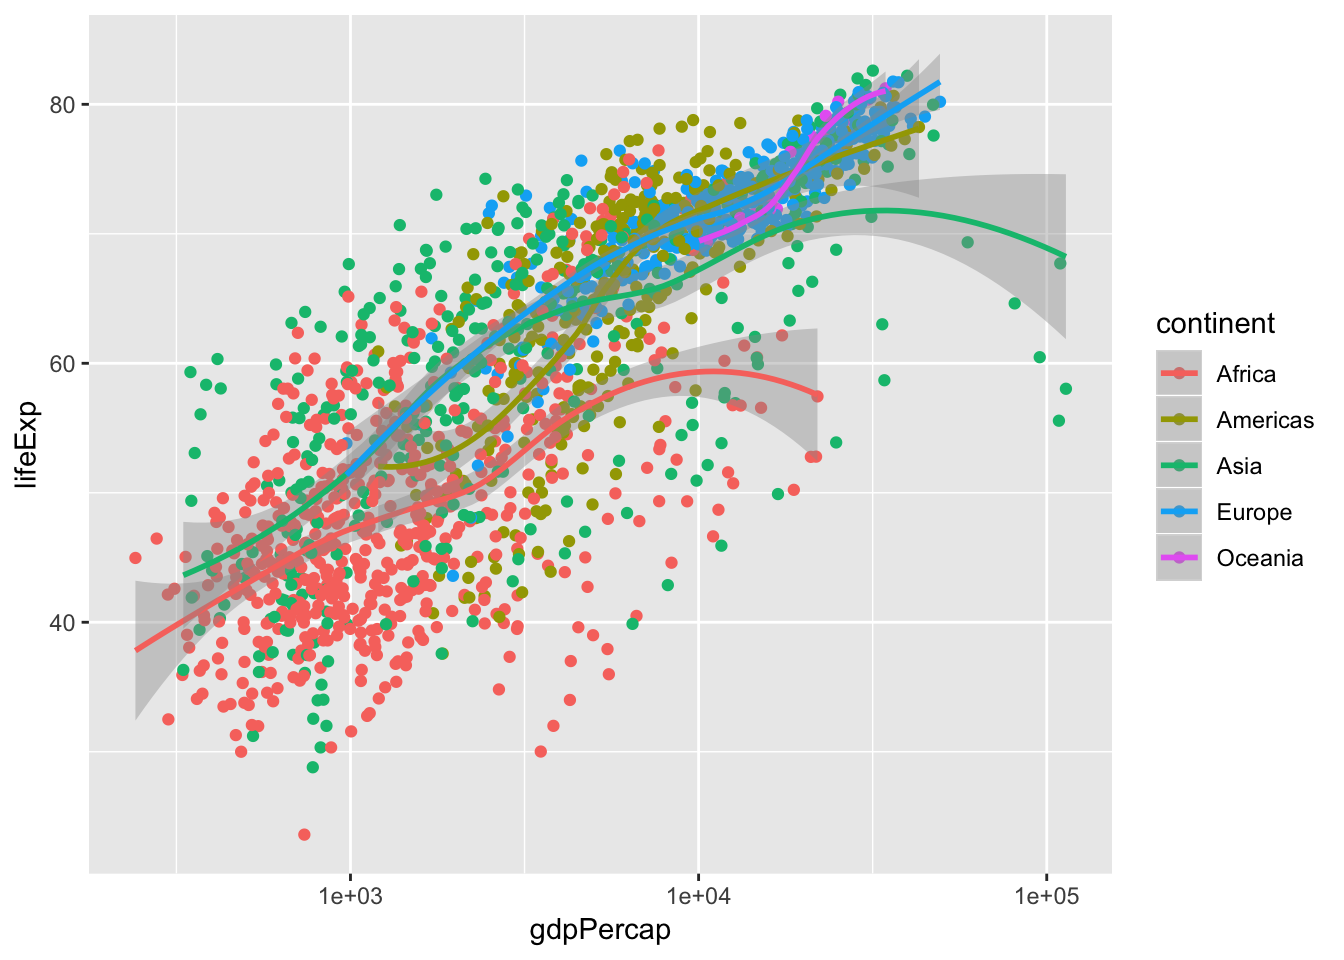 80
60
40
lifeExp
1e+03
1e+04
1e+05
gdpPercap
continent
Africa
Americas
Asia
Europe
Oceania